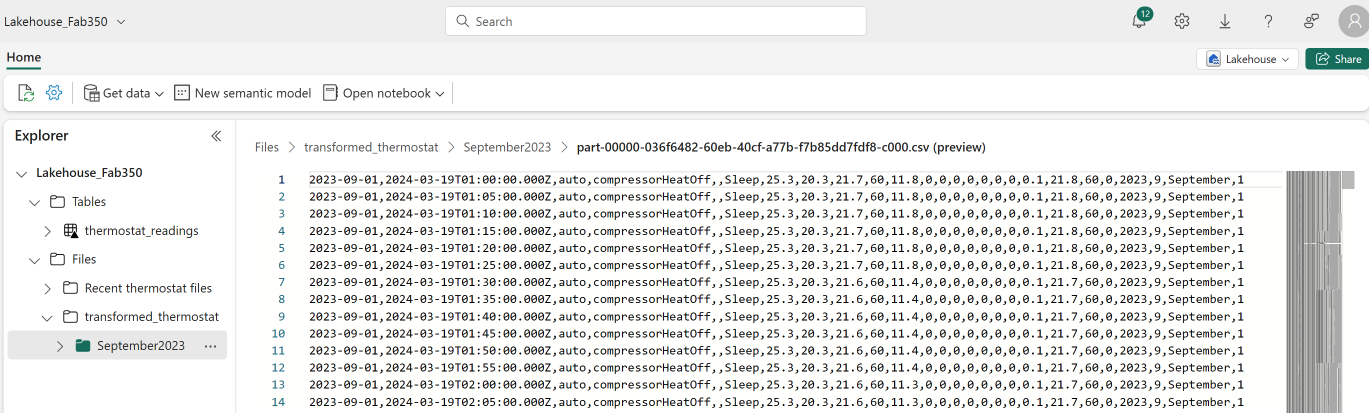 Lakehouse_Fab350
Search
12
Home
Lakehouse
Share
Get data
New semantic model
Open notebook
Explorer
Lakehouse_Fab350
Tables
thermostat_readings
Files
Recent thermostat files
transformed_thermostat
September2023
Files > transformed_thermostat > September2023 > part-00000-036f6482-60eb-40cf-a77b-f7b85dd7fdf8-c000.csv (preview)
1 2023-09-01,2024-03-19T01:00:00.000Z,auto,compressorHeatOff,,Sleep,25.3,20.3,21.7,60,11.8,0,0,0,0,0,0,0,0.1,21.8,60,0,2023,9,September,1
2 2023-09-01,2024-03-19T01:05:00.000Z,auto,compressorHeatOff,,Sleep,25.3,20.3,21.7,60,11.8,0,0,0,0,0,0,0,0.1,21.8,60,0,2023,9,September,1
3 2023-09-01,2024-03-19T01:10:00.000Z,auto,compressorHeatOff,,Sleep,25.3,20.3,21.7,60,11.8,0,0,0,0,0,0,0,0.1,21.8,60,0,2023,9,September,1
4 2023-09-01,2024-03-19T01:15:00.000Z,auto,compressorHeatOff,,Sleep,25.3,20.3,21.7,60,11.8,0,0,0,0,0,0,0,0.1,21.8,60,0,2023,9,September,1
5 2023-09-01,2024-03-19T01:20:00.000Z,auto,compressorHeatOff,,Sleep,25.3,20.3,21.7,60,11.8,0,0,0,0,0,0,0,0.1,21.8,60,0,2023,9,September,1
6 2023-09-01,2024-03-19T01:25:00.000Z,auto,compressorHeatOff,,Sleep,25.3,20.3,21.7,60,11.8,0,0,0,0,0,0,0,0.1,21.8,60,0,2023,9,September,1
7 2023-09-01,2024-03-19T01:30:00.000Z,auto,compressorHeatOff,,Sleep,25.3,20.3,21.6,60,11.4,0,0,0,0,0,0,0,0.1,21.7,60,0,2023,9,September,1
8 2023-09-01,2024-03-19T01:35:00.000Z,auto,compressorHeatOff,,Sleep,25.3,20.3,21.6,60,11.4,0,0,0,0,0,0,0,0.1,21.7,60,0,2023,9,September,1
9 2023-09-01,2024-03-19T01:40:00.000Z,auto,compressorHeatOff,,Sleep,25.3,20.3,21.6,60,11.4,0,0,0,0,0,0,0,0.1,21.7,60,0,2023,9,September,1
10 2023-09-01,2024-03-19T01:45:00.000Z,auto,compressorHeatOff,,Sleep,25.3,20.3,21.6,60,11.4,0,0,0,0,0,0,0,0.1,21.6,60,0,2023,9,September,1
11 2023-09-01,2024-03-19T01:50:00.000Z,auto,compressorHeatOff,,Sleep,25.3,20.3,21.6,60,11.4,0,0,0,0,0,0,0,0.1,21.7,60,0,2023,9,September,1
12 2023-09-01,2024-03-19T01:55:00.000Z,auto,compressorHeatOff,,Sleep,25.3,20.3,21.6,60,11.4,0,0,0,0,0,0,0,0.1,21.7,60,0,2023,9,September,1
13 2023-09-01,2024-03-19T02:00:00.000Z,auto,compressorHeatOff,,Sleep,25.3,20.3,21.6,60,11.3,0,0,0,0,0,0,0,0.1,21.7,60,0,2023,9,September,1
14 2023-09-01,2024-03-19T02:05:00.000Z,auto,compressorHeatOff,,Sleep,25.3,20.3,21.6,60,11.3,0,0,0,0,0,0,0,0.1,21.6,60,0,2023,9,September,1